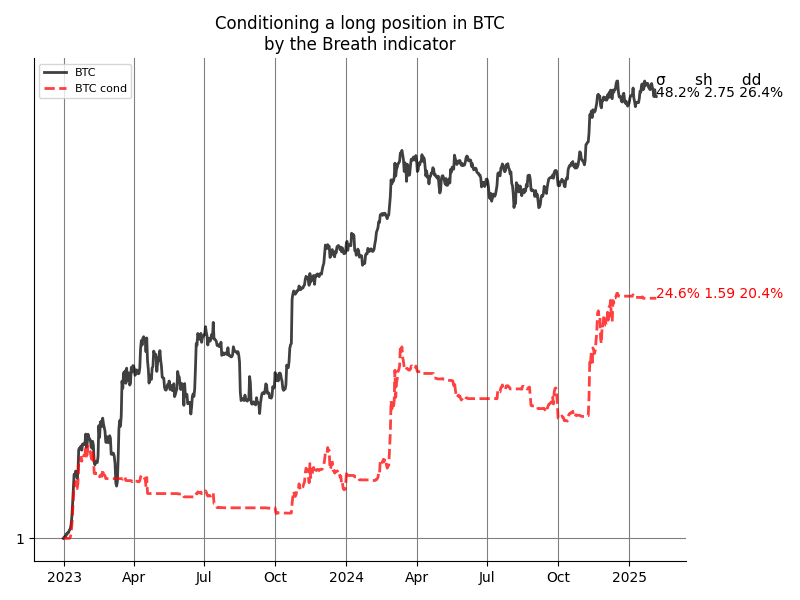 Conditioning a long position in BTC
by the Breath indicator
BTC
BTC cond
σ sh dd
48.2% 2.75 26.4%
24.6% 1.59 20.4%
1
2023 Apr Jul Oct 2024 Apr Jul Oct 2025